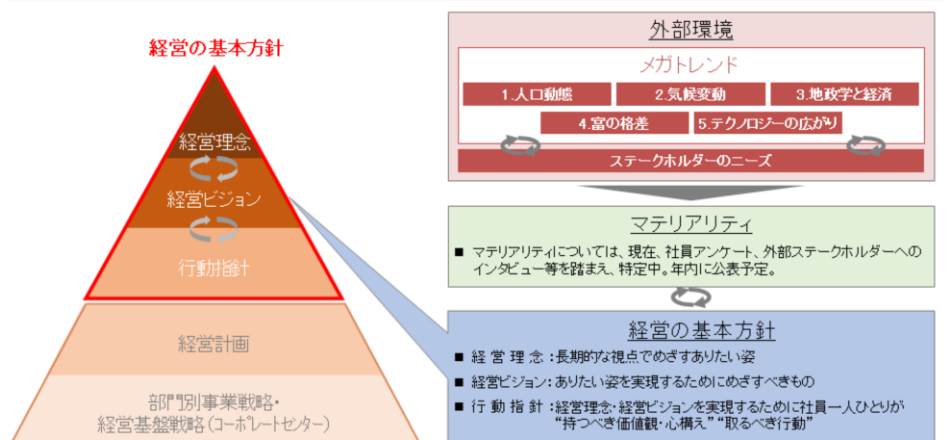 経営の基本方針
経営理念
経営ビジョン
行動指針
経営計画
部門別事業戦略・
経営基盤戦略(コーポレートセンター)
外部環境
メガトレンド
1.人口動態
2.気候変動
3.地政学と経済
4.富の格差
5.テクノロジーの広がり
ステークホルダーのニーズ
マテリアリティ
■ マテリアリティについては、現在、社員アンケート、外部ステークホルダーへの
インタビュー等を踏まえ、特定中。年内に公表予定。
経営の基本方針
■ 経営理念：長期的な視点でめざすありたい姿
■ 経営ビジョン：ありたい姿を実現するためにめざすべきもの
■ 行動指針：経営理念・経営ビジョンを実現するために社員一人ひとりが
“持つべき価値観・心構え”“取るべき行動”